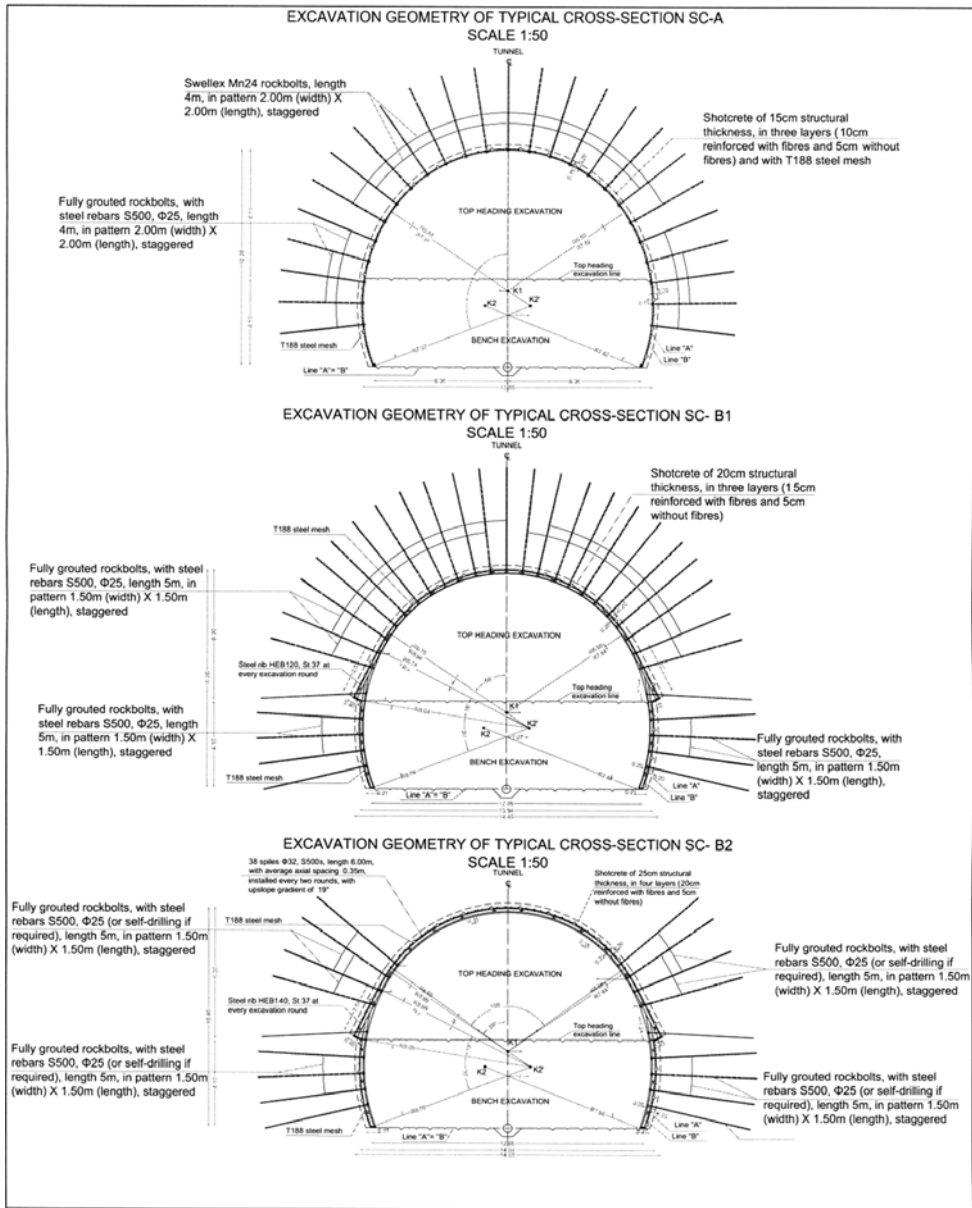 EXCAVATION GEOMETRY OF TYPICAL CROSS-SECTION SC-A
SCALE 1:50
TUNNEL
Swellex Mn24 rockbolts, length
4m, in pattern 2.00m (width) X
2.00m (length), staggered
Shotcrete of 15cm structural
thickness, in three layers (10cm
reinforced with fibres and 5cm without
fibres) and with T188 steel mesh
Fully grouted rockbolts, with
steel rebars S500, Φ25, length
4m, in pattern 2.00m (width) X
2.00m (length), staggered
TOP HEADING EXCAVATION
Top heading
excavation line
K1
K2
K2'
T188 steel mesh
BENCH EXCAVATION
Line "A"
Line "B"
Line "A"= "B"
EXCAVATION GEOMETRY OF TYPICAL CROSS-SECTION SC- B1
SCALE 1:50
TUNNEL
Shotcrete of 20cm structural
thickness, in three layers (15cm
reinforced with fibres and 5cm
without fibres)
T188 steel mesh
Fully grouted rockbolts, with steel
rebars S500, Φ25, length 5m, in
pattern 1.50m (width) X 1.50m
(length), staggered
TOP HEADING EXCAVATION
Steel rib HEB120, St 37 at
every excavation round
Top heading
excavation line
K1
K2
K2'
Fully grouted rockbolts, with
steel rebars S500, Φ25, length
5m, in pattern 1.50m (width) X
1.50m (length), staggered
Fully grouted rockbolts, with
steel rebars S500, Φ25,
length 5m, in pattern 1.50m
(width) X 1.50m (length),
staggered
BENCH EXCAVATION
T188 steel mesh
Line "A"
Line "B"
Line "A"= "B"
EXCAVATION GEOMETRY OF TYPICAL CROSS-SECTION SC- B2
SCALE 1:50
TUNNEL
38 spiles Φ32, S500s, length 6.00m,
with average axial spacing 0.35m,
installed every two rounds, with
upslope gradient of 19°
Shotcrete of 25cm structural
thickness, in four layers (20cm
reinforced with fibres and 5cm
without fibres)
Fully grouted rockbolts, with steel
rebars S500, Φ25 (or self-drilling if
required), length 5m, in pattern 1.50m
(width) X 1.50m (length), staggered
T188 steel mesh
Fully grouted rockbolts, with steel
rebars S500, Φ25 (or self-drilling if
required), length 5m, in pattern 1.50m
(width) X 1.50m (length), staggered
TOP HEADING EXCAVATION
Steel rib HEB140, St 37 at
every excavation round
Top heading
excavation line
K1
K2
K2'
Fully grouted rockbolts, with steel
rebars S500, Φ25 (or self-drilling if
required), length 5m, in pattern 1.50m
(width) X 1.50m (length), staggered
Fully grouted rockbolts, with steel
rebars S500, Φ25 (or self-drilling if
required), length 5m, in pattern 1.50m
(width) X 1.50m (length), staggered
BENCH EXCAVATION
T188 steel mesh
Line "A"
Line "B"
Line "A"= "B"